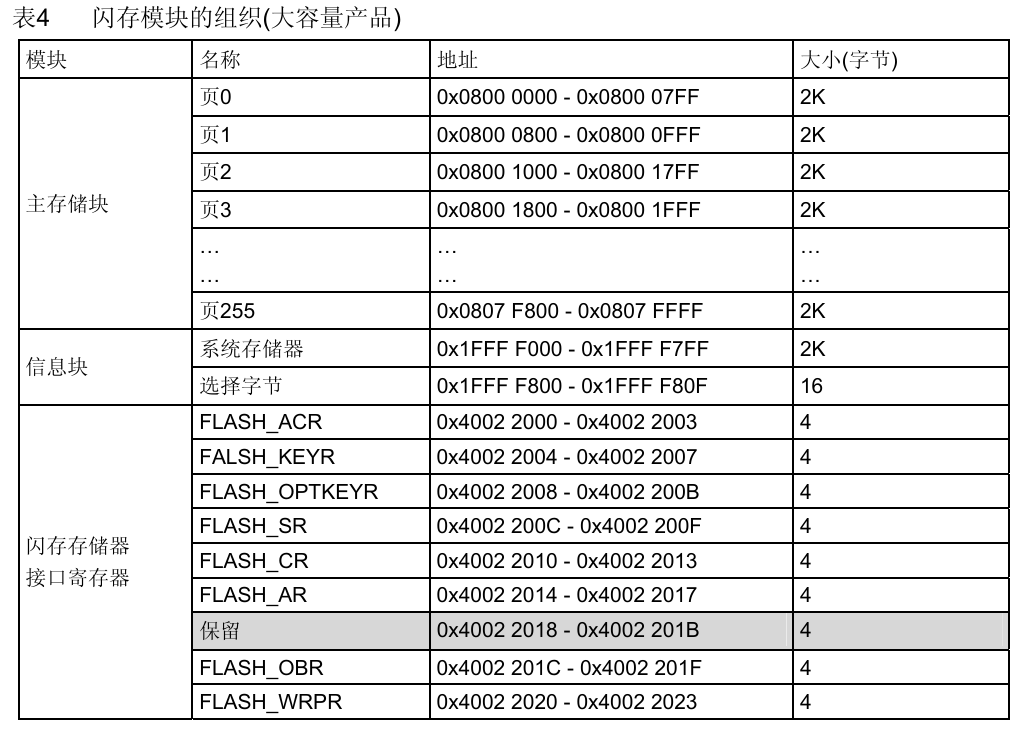 表4 闪存模块的组织(大容量产品)
模块 名称 地址 大小(字节)
主存储块
页0 0x0800 0000 - 0x0800 07FF 2K
页1 0x0800 0800 - 0x0800 0FFF 2K
页2 0x0800 1000 - 0x0800 17FF 2K
页3 0x0800 1800 - 0x0800 1FFF 2K
… … …
… … …
页255 0x0807 F800 - 0x0807 FFFF 2K
信息块
系统存储器 0x1FFF F000 - 0x1FFF F7FF 2K
选择字节 0x1FFF F800 - 0x1FFF F80F 16
闪存存储器
接口寄存器
FLASH_ACR 0x4002 2000 - 0x4002 2003 4
FALSH_KEYR 0x4002 2004 - 0x4002 2007 4
FLASH_OPTKEYR 0x4002 2008 - 0x4002 200B 4
FLASH_SR 0x4002 200C - 0x4002 200F 4
FLASH_CR 0x4002 2010 - 0x4002 2013 4
FLASH_AR 0x4002 2014 - 0x4002 2017 4
保留 0x4002 2018 - 0x4002 201B 4
FLASH_OBR 0x4002 201C - 0x4002 201F 4
FLASH_WRPR 0x4002 2020 - 0x4002 2023 4